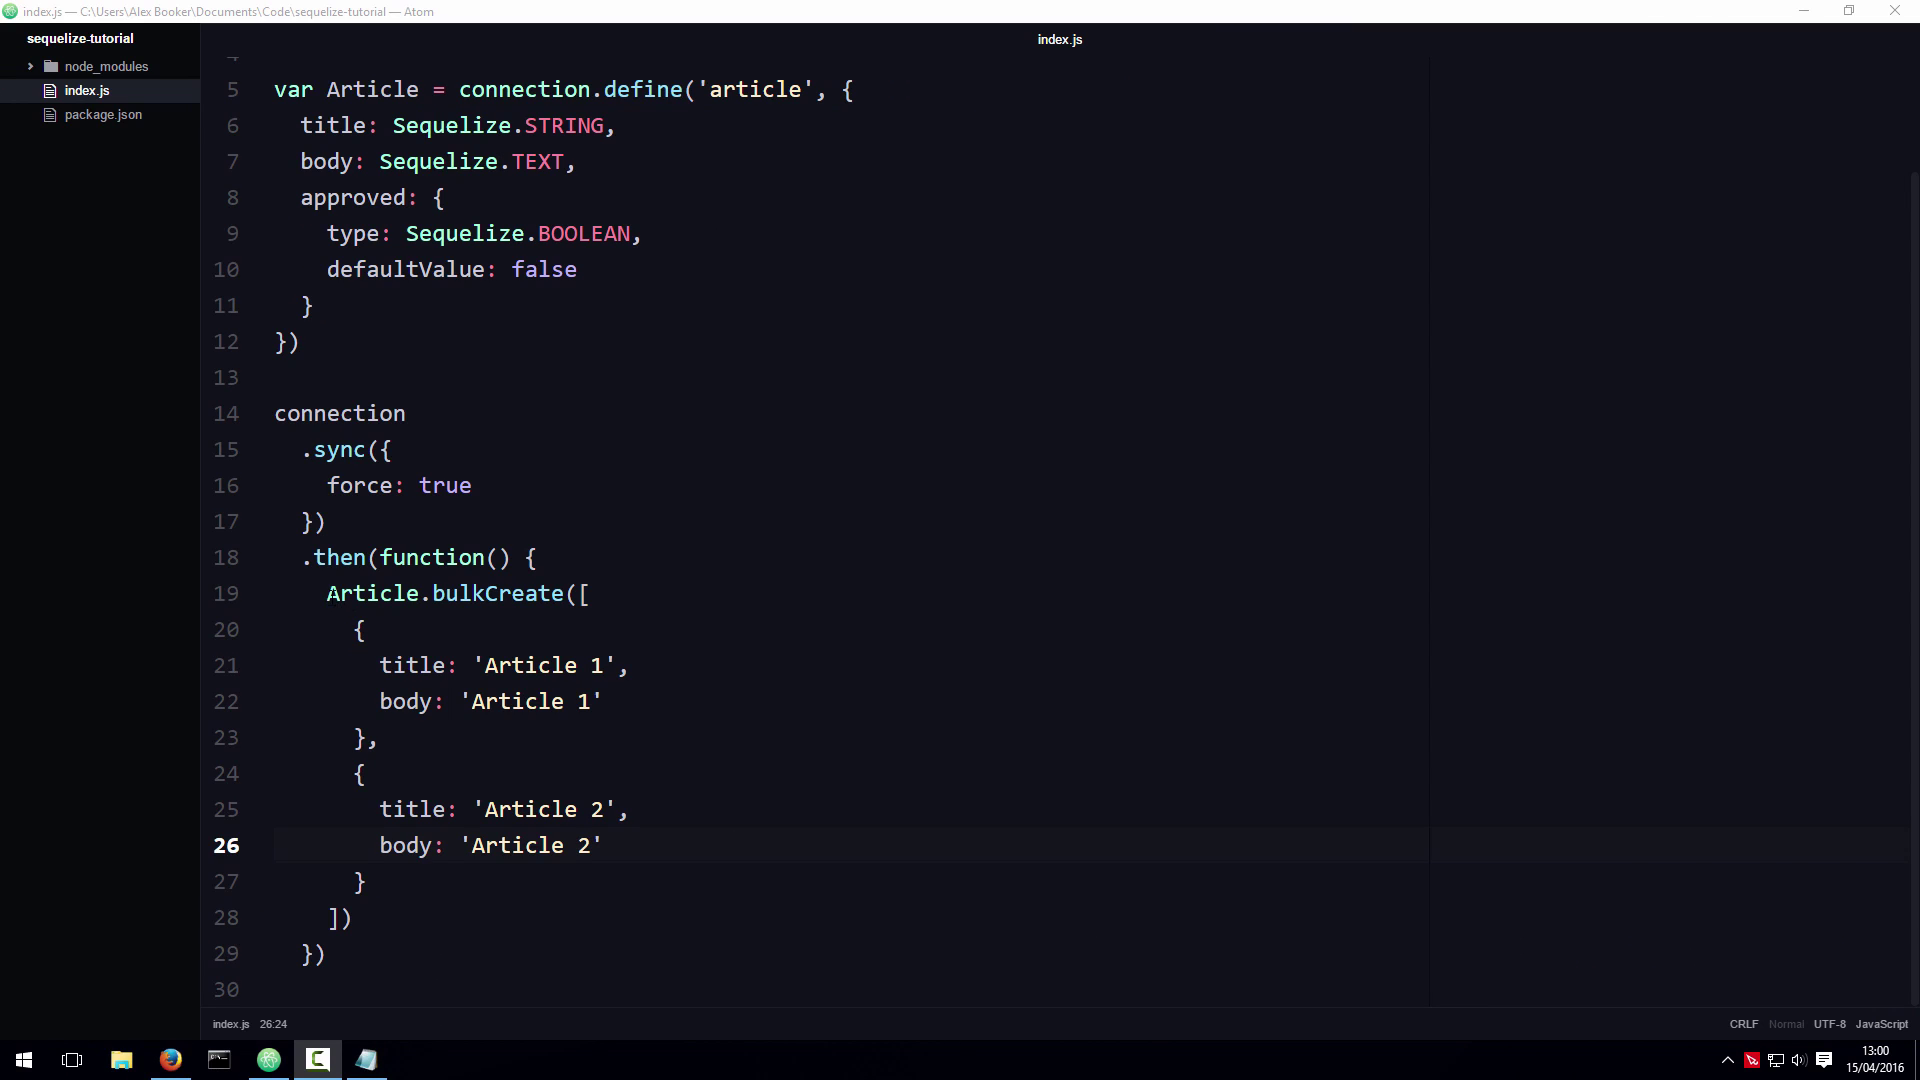 index.js — C:\Users\Alex Booker\Documents\Code\sequelize-tutorial — Atom
sequelize-tutorial
node_modules
index.js
package.json
index.js
4
5 var Article = connection.define('article', {
6 title: Sequelize.STRING,
7 body: Sequelize.TEXT,
8 approved: {
9 type: Sequelize.BOOLEAN,
10 defaultValue: false
11 }
12 })
13
14 connection
15 .sync({
16 force: true
17 })
18 .then(function() {
19 Article.bulkCreate([
20 {
21 title: 'Article 1',
22 body: 'Article 1'
23 },
24 {
25 title: 'Article 2',
26 body: 'Article 2'
27 }
28 ])
29 })
30
index.js 26:24
CRLF Normal UTF-8 JavaScript
13:00
15/04/2016